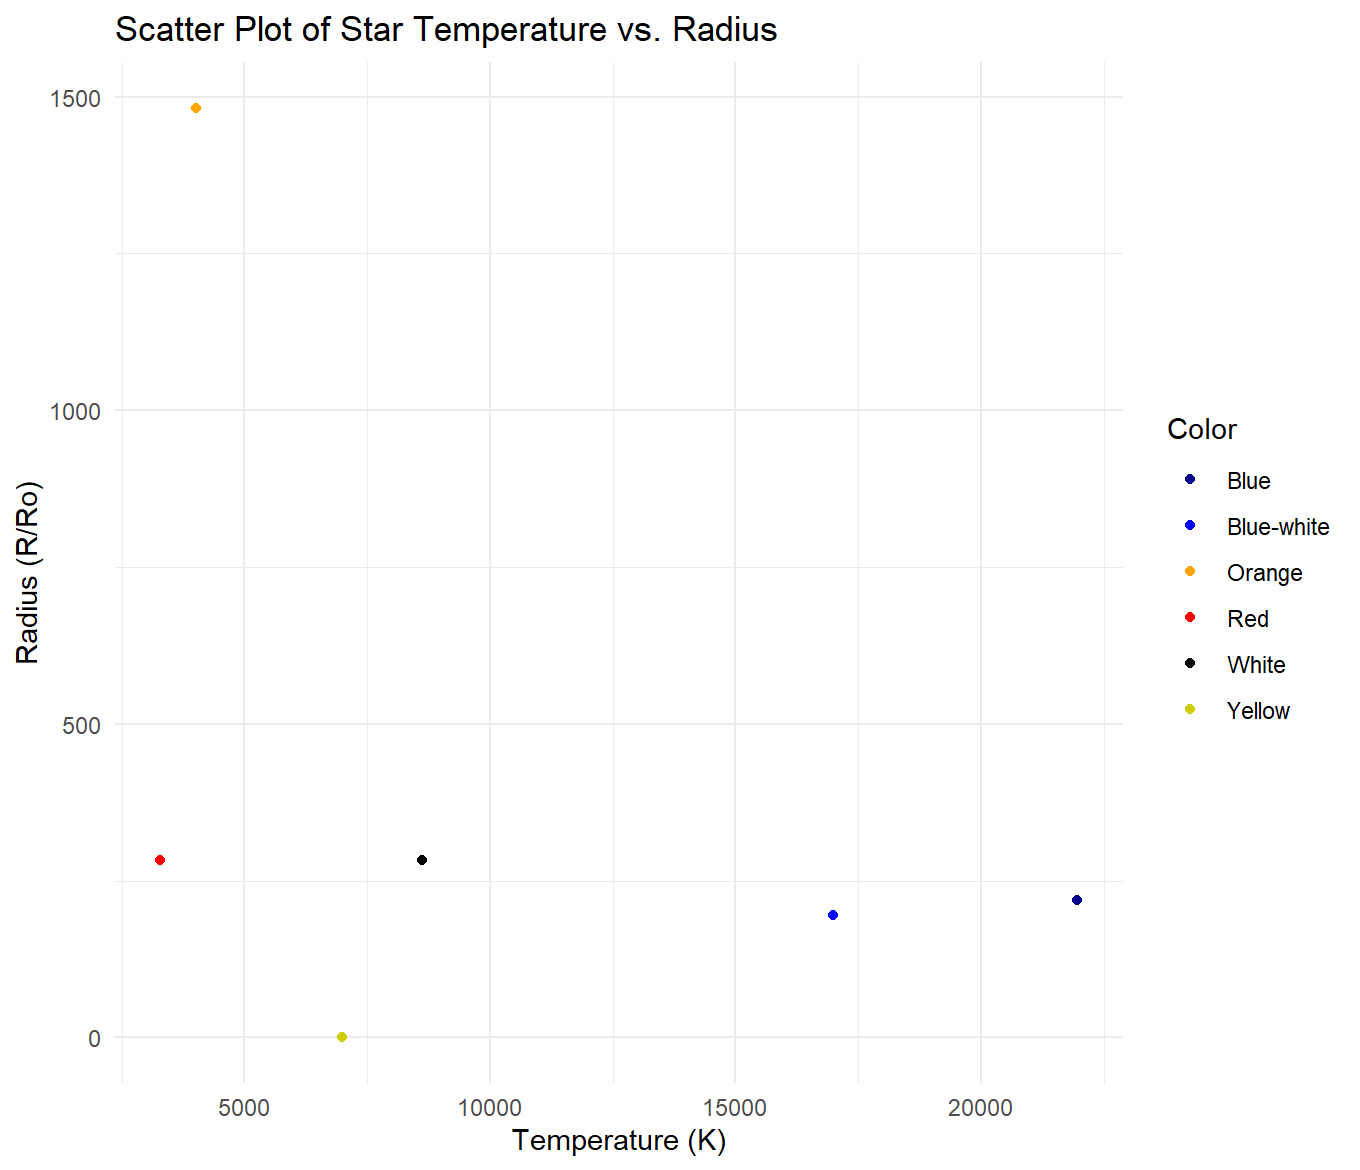 Scatter Plot of Star Temperature vs. Radius
1500
1000
500
0
Radius (R/Ro)
5000 10000 15000 20000
Temperature (K)
Color
Blue
Blue-white
Orange
Red
White
Yellow